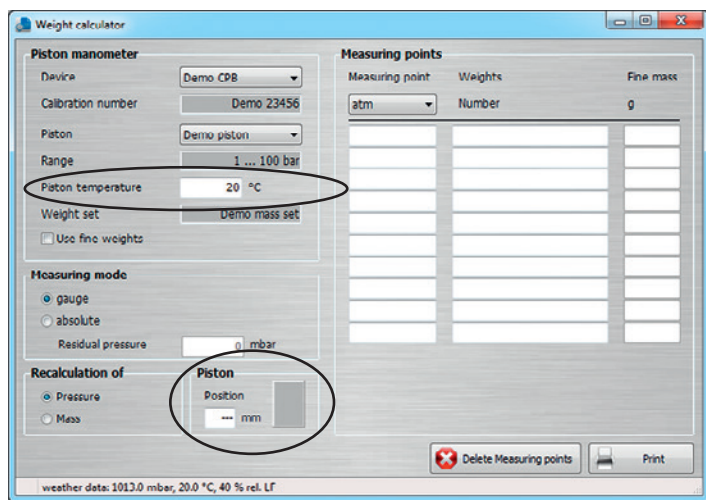 Weight calculator
Piston manometer
Device Demo CPB
Calibration number Demo 23456
Piston Demo piston
Range 1 ... 100 bar
Piston temperature 20 °C
Weight set Demo mass set
Use fine weights
Measuring mode
gauge
absolute
Residual pressure 0 mbar
Recalculation of
Pressure
Mass
Piston
Position
--- mm
Measuring points
Measuring point Weights Fine mass
atm Number g
Delete Measuring points Print
weather data: 1013.0 mbar, 20.0 °C, 40 % rel. LF